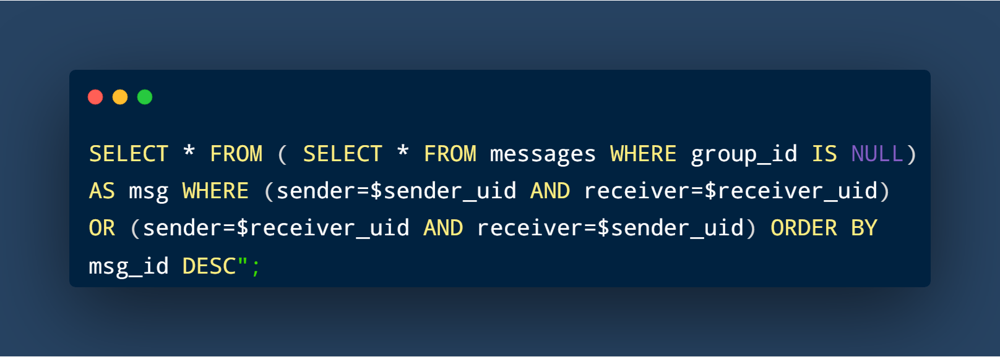 SELECT * FROM ( SELECT * FROM messages WHERE group_id IS NULL)
AS msg WHERE (sender=$sender_uid AND receiver=$receiver_uid)
OR (sender=$receiver_uid AND receiver=$sender_uid) ORDER BY
msg_id DESC";